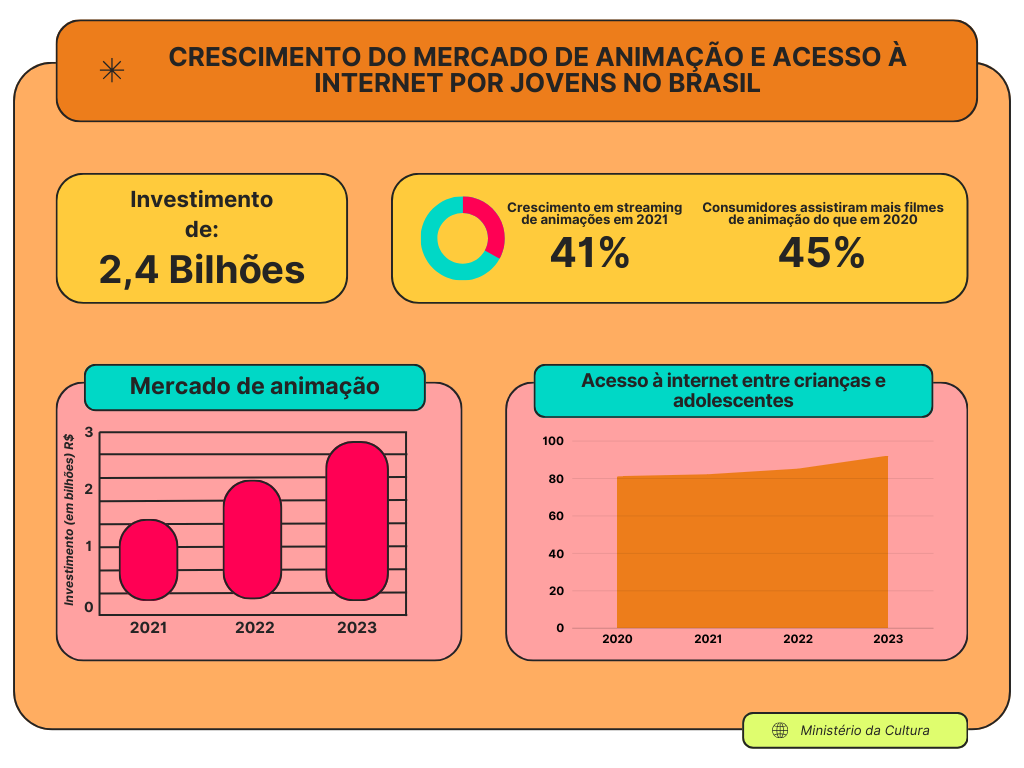 CRESCIMENTO DO MERCADO DE ANIMAÇÃO E ACESSO À
INTERNET POR JOVENS NO BRASIL
Investimento
de:
2,4 Bilhões
Crescimento em streaming
de animações em 2021
41%
Consumidores assistiram mais filmes
de animação do que em 2020
45%
Mercado de animação
Investimento (em bilhões) R$
3
2
1
0
2021
2022
2023
Acesso à internet entre crianças e
adolescentes
100
80
60
40
20
0
2020
2021
2022
2023
Ministério da Cultura